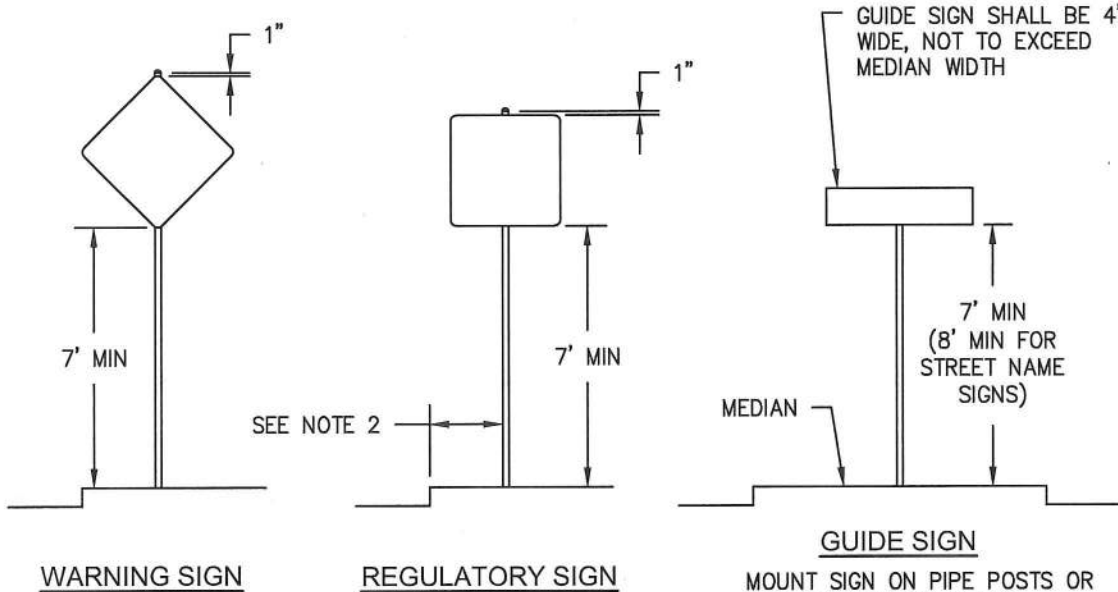 1"
7' MIN
WARNING SIGN
1"
SEE NOTE 2
7' MIN
REGULATORY SIGN
GUIDE SIGN SHALL BE 4'
WIDE, NOT TO EXCEED
MEDIAN WIDTH
7' MIN
(8' MIN FOR
STREET NAME
SIGNS)
MEDIAN
GUIDE SIGN
MOUNT SIGN ON PIPE POSTS OR